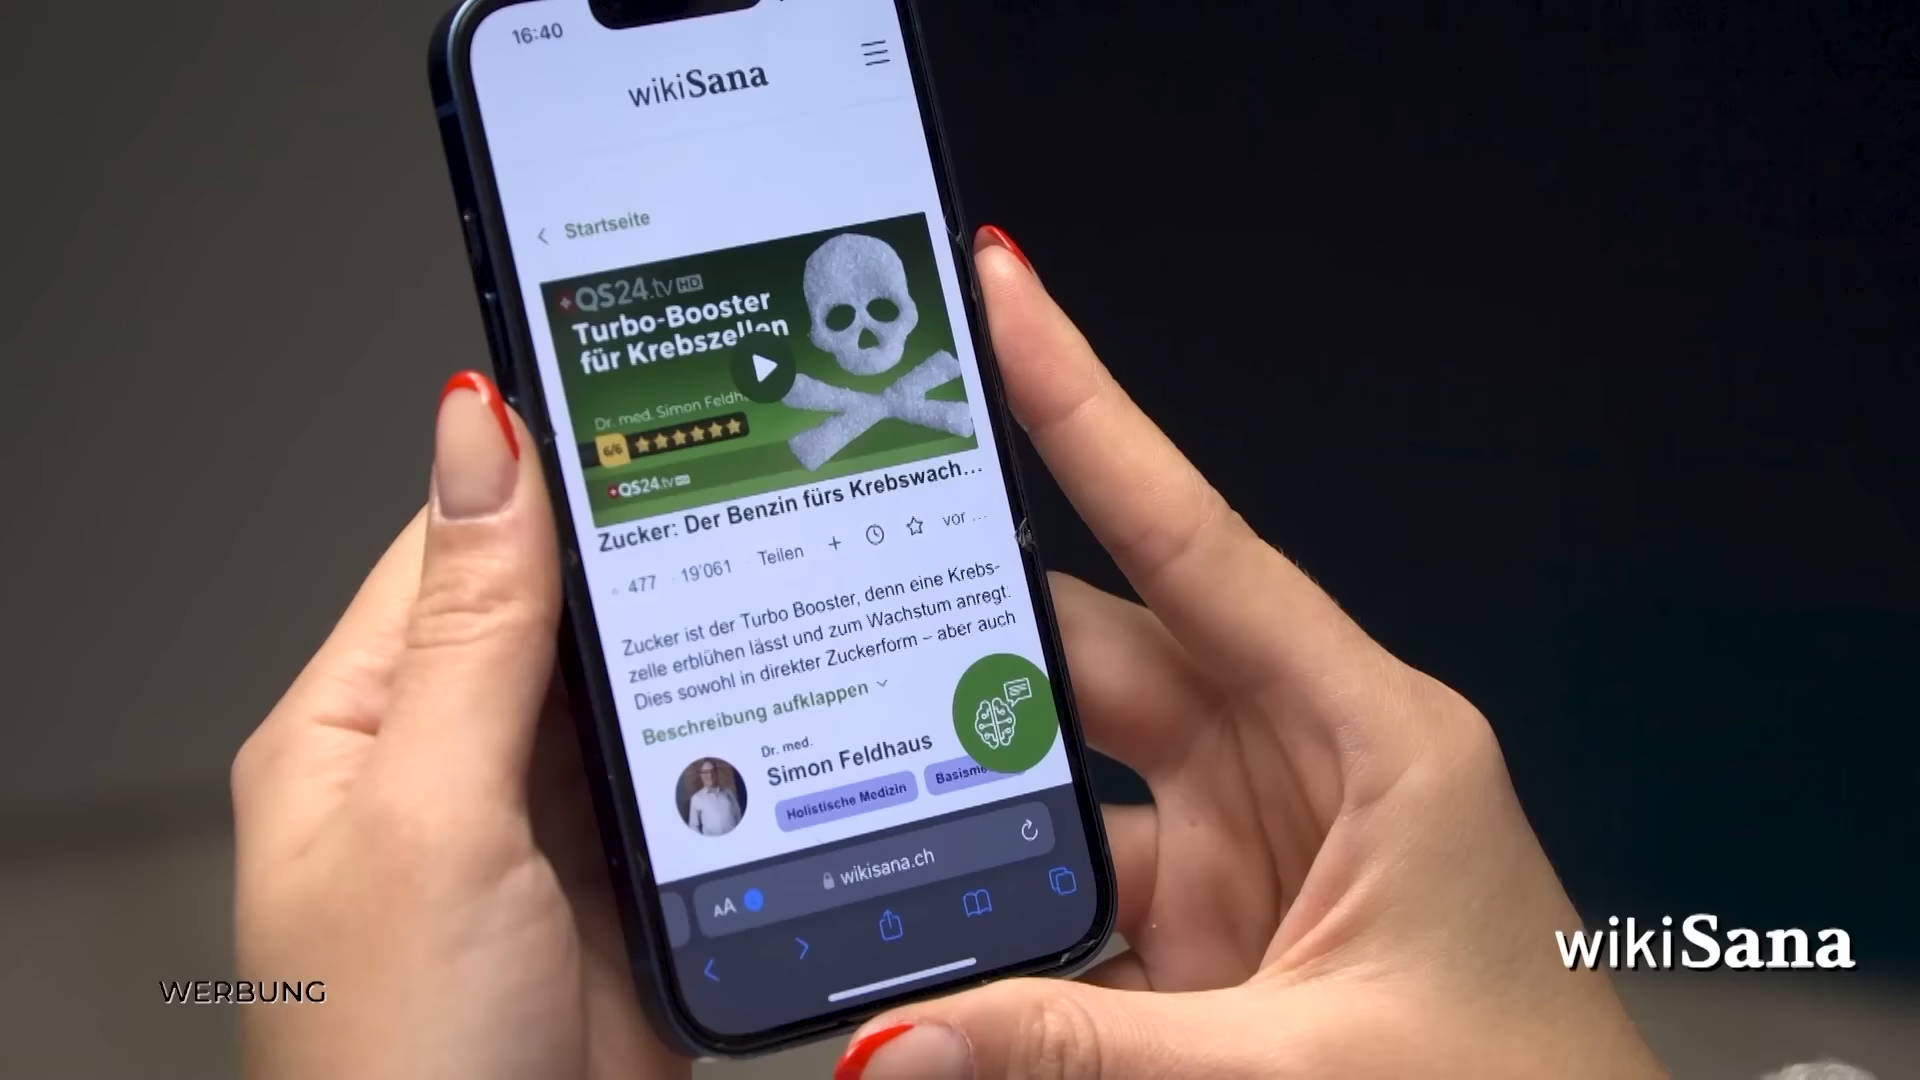 16:40
wikiSana
Startseite
QS24.tv HD
Turbo-Booster
für Krebszellen
Dr. med. Simon Feldh
6/6
QS24.tv
Zucker: Der Benzin fürs Krebswach...
477 19'061 Teilen + vor ...
Zucker ist der Turbo Booster, denn eine Krebs-
zelle erblühen lässt und zum Wachstum anregt.
Dies sowohl in direkter Zuckerform – aber auch
Beschreibung aufklappen
Dr. med.
Simon Feldhaus
Holistische Medizin
Basisme
AA wikisana.ch
wikiSana
WERBUNG